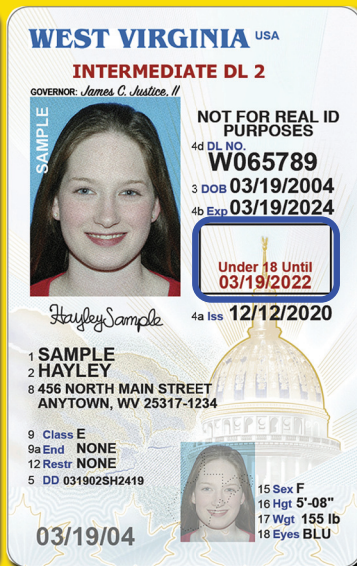 WEST VIRGINIA USA
INTERMEDIATE DL 2
GOVERNOR: James C. Justice, II
SAMPLE
NOT FOR REAL ID
PURPOSES
4d DL NO.
W065789
3 DOB 03/19/2004
4b Exp 03/19/2024
Under 18 Until
03/19/2022
4a Iss 12/12/2020
Hayley Sample
1 SAMPLE
2 HAYLEY
8 456 NORTH MAIN STREET
ANYTOWN, WV 25317-1234
9 Class E
9a End NONE
12 Restr NONE
5 DD 031902SH2419
15 Sex F
16 Hgt 5'-08"
17 Wgt 155 lb
18 Eyes BLU
03/19/04